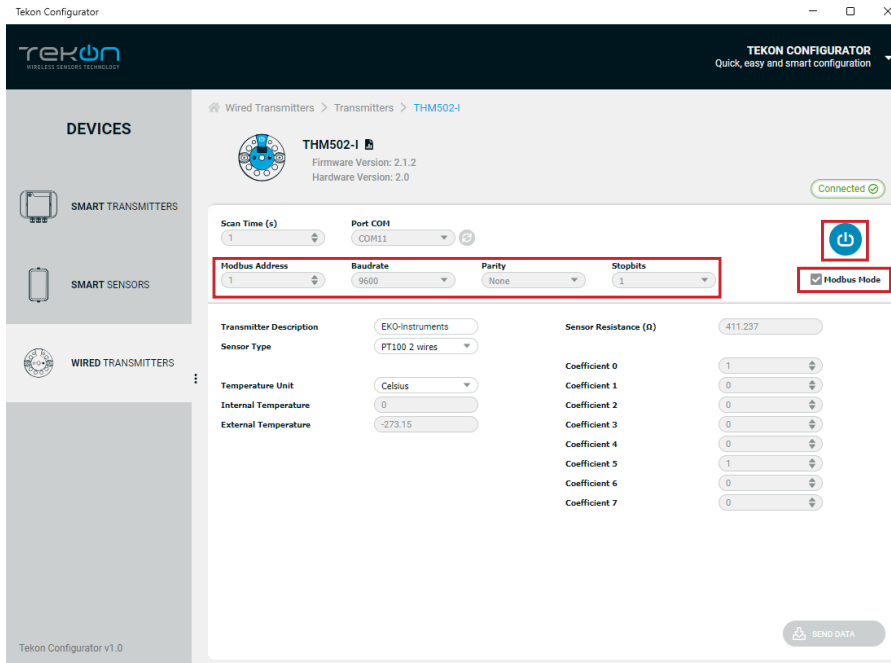 Tekon Configurator
TEKON
WIRELESS SENSORS TECHNOLOGY
TEKON CONFIGURATOR
Quick, easy and smart configuration
DEVICES
SMART TRANSMITTERS
SMART SENSORS
WIRED TRANSMITTERS
Tekon Configurator v1.0
Wired Transmitters > Transmitters > THM502-I
THM502-I
Firmware Version: 2.1.2
Hardware Version: 2.0
Connected
Scan Time (s) Port COM
1 COM11
Modbus Address Baudrate Parity Stopbits
1 9600 None 1
Modbus Mode
Transmitter Description EKO-Instruments
Sensor Type PT100 2 wires
Temperature Unit Celsius
Internal Temperature 0
External Temperature -273.15
Sensor Resistance (Ω) 411.237
Coefficient 0 1
Coefficient 1 0
Coefficient 2 0
Coefficient 3 0
Coefficient 4 0
Coefficient 5 1
Coefficient 6 0
Coefficient 7 0
SEND DATA